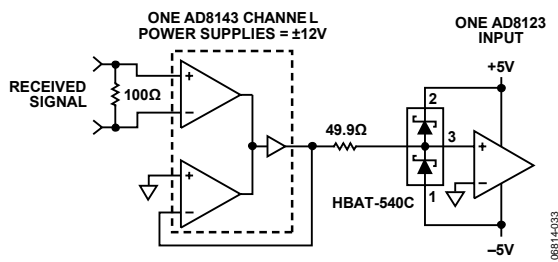 ONE AD8143 CHANNEL
POWER SUPPLIES = ±12V
ONE AD8123
INPUT
RECEIVED
SIGNAL
100Ω
+
–
+
–
49.9Ω
+5V
2
3
1
+
–
HBAT-540C
–5V
06814-033